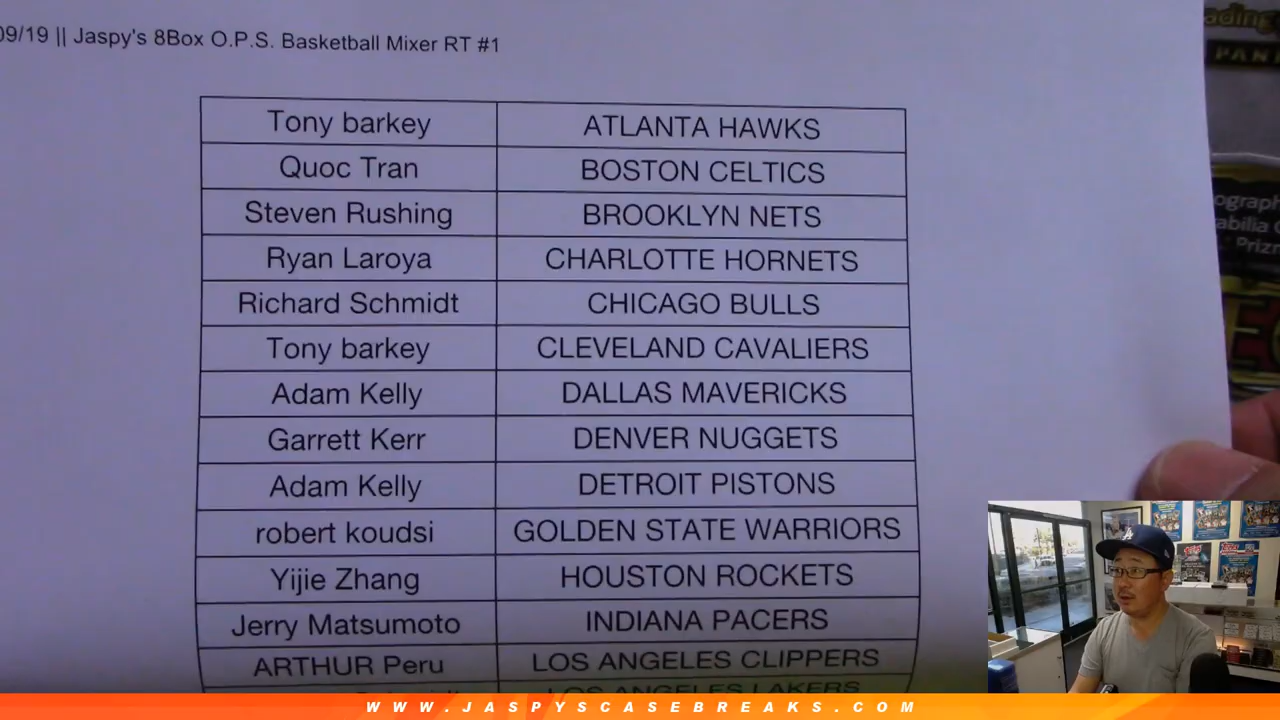 09/19 || Jaspy's 8Box O.P.S. Basketball Mixer RT #1
Tony barkey ATLANTA HAWKS
Quoc Tran BOSTON CELTICS
Steven Rushing BROOKLYN NETS
Ryan Laroya CHARLOTTE HORNETS
Richard Schmidt CHICAGO BULLS
Tony barkey CLEVELAND CAVALIERS
Adam Kelly DALLAS MAVERICKS
Garrett Kerr DENVER NUGGETS
Adam Kelly DETROIT PISTONS
robert koudsi GOLDEN STATE WARRIORS
Yijie Zhang HOUSTON ROCKETS
Jerry Matsumoto INDIANA PACERS
ARTHUR Peru LOS ANGELES CLIPPERS
LOS ANGELES LAKERS
WWW.JASPYSCASEBREAKS.COM